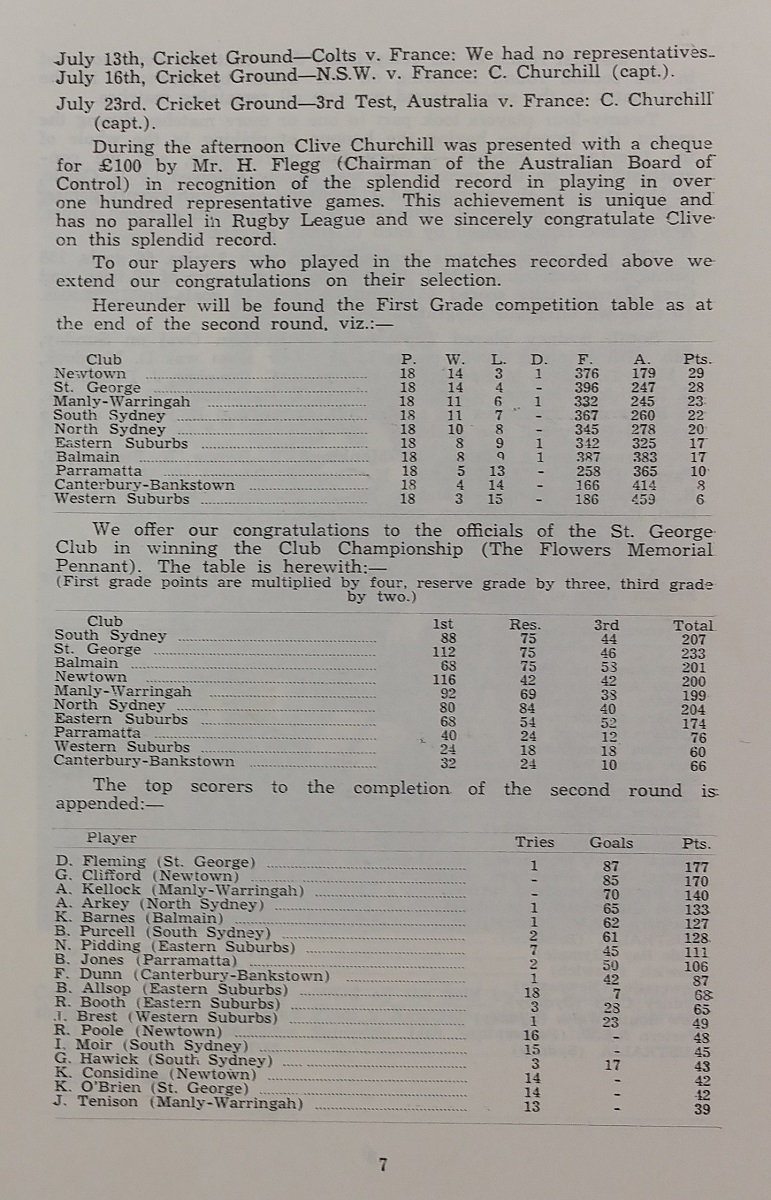 July 13th, Cricket Ground—Colts v. France: We had no representatives.
July 16th, Cricket Ground—N.S.W. v. France: C. Churchill (capt.).
July 23rd. Cricket Ground—3rd Test, Australia v. France: C. Churchill
(capt.).
During the afternoon Clive Churchill was presented with a cheque
for £100 by Mr. H. Flegg (Chairman of the Australian Board of
Control) in recognition of the splendid record in playing in over
one hundred representative games. This achievement is unique and
has no parallel in Rugby League and we sincerely congratulate Clive
on this splendid record.
To our players who played in the matches recorded above we
extend our congratulations on their selection.
Hereunder will be found the First Grade competition table as at
the end of the second round, viz.:—
Club P. W. L. D. F. A. Pts.
Newtown 18 14 3 1 376 179 29
St. George 18 14 4 - 396 247 28
Manly-Warringah 18 11 6 1 332 245 23
South Sydney 18 11 7 - 367 260 22
North Sydney 18 10 8 - 345 278 20
Eastern Suburbs 18 8 9 1 342 325 17
Balmain 18 8 9 1 387 383 17
Parramatta 18 5 13 - 258 365 10
Canterbury-Bankstown 18 4 14 - 166 414 8
Western Suburbs 18 3 15 - 186 459 6
We offer our congratulations to the officials of the St. George
Club in winning the Club Championship (The Flowers Memorial
Pennant). The table is herewith:—
(First grade points are multiplied by four, reserve grade by three, third grade
by two.)
Club 1st Res. 3rd Total
South Sydney 88 75 44 207
St. George 112 75 46 233
Balmain 68 75 58 201
Newtown 116 42 42 200
Manly-Warringah 92 69 38 199
North Sydney 80 84 40 204
Eastern Suburbs 68 54 52 174
Parramatta 40 24 12 76
Western Suburbs 24 18 18 60
Canterbury-Bankstown 32 24 10 66
The top scorers to the completion of the second round is
appended:—
Player Tries Goals Pts.
D. Fleming (St. George) 1 87 177
G. Clifford (Newtown) - 85 170
A. Kellock (Manly-Warringah) - 70 140
A. Arkey (North Sydney) 1 65 133
K. Barnes (Balmain) 1 62 127
B. Purcell (South Sydney) 2 61 128
N. Pidding (Eastern Suburbs) 7 45 111
B. Jones (Parramatta) 2 50 106
F. Dunn (Canterbury-Bankstown) 1 42 87
B. Allsop (Eastern Suburbs) 18 7 68
R. Booth (Eastern Suburbs) 3 28 65
J. Brest (Western Suburbs) 1 23 49
R. Poole (Newtown) 16 - 48
I. Moir (South Sydney) 15 - 45
G. Hawick (South Sydney) 3 17 43
K. Considine (Newtown) 14 - 42
K. O'Brien (St. George) 14 - 42
J. Tenison (Manly-Warringah) 13 - 39
7